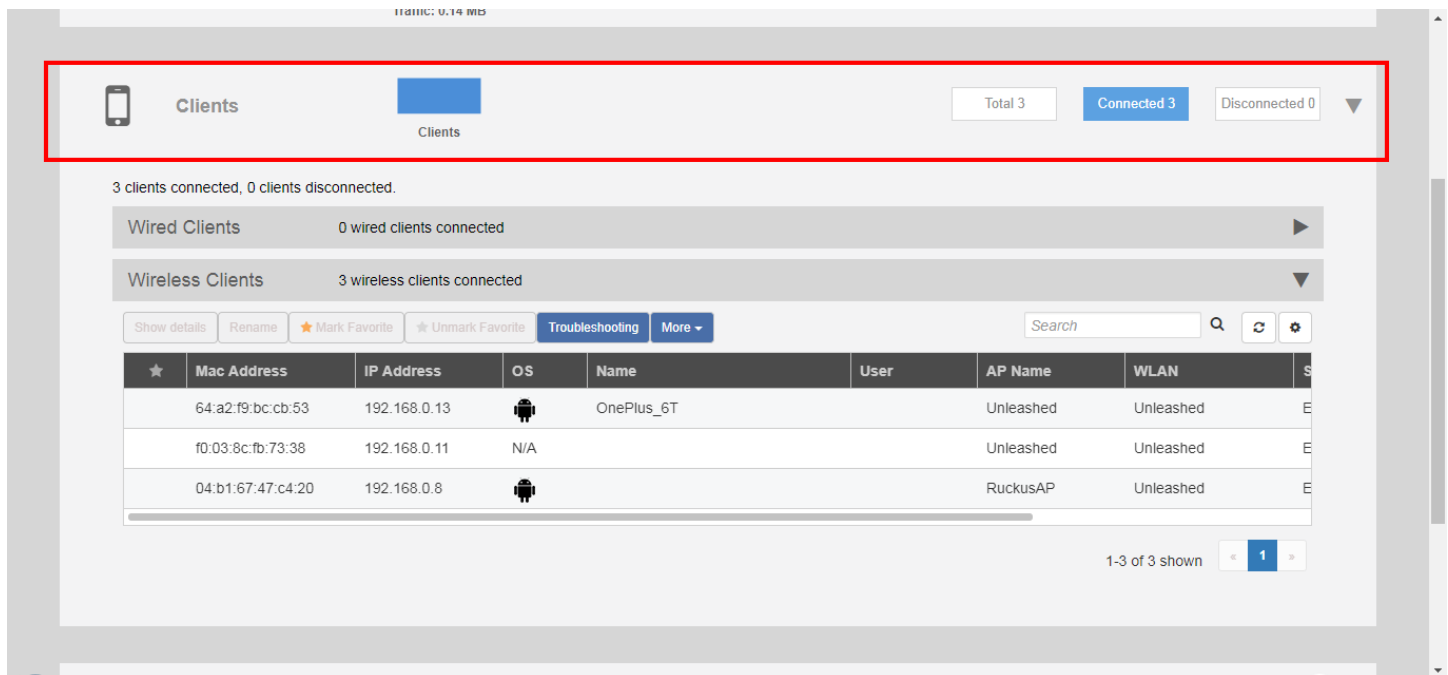 Traffic: 0.14 MB
Clients
Clients
Total 3
Connected 3
Disconnected 0
3 clients connected, 0 clients disconnected.
Wired Clients 0 wired clients connected
Wireless Clients 3 wireless clients connected
Show details Rename Mark Favorite Unmark Favorite Troubleshooting More Search
Mac Address IP Address OS Name User AP Name WLAN S
64:a2:f9:bc:cb:53 192.168.0.13 OnePlus_6T Unleashed Unleashed E
f0:03:8c:fb:73:38 192.168.0.11 N/A Unleashed Unleashed E
04:b1:67:47:c4:20 192.168.0.8 RuckusAP Unleashed E
1-3 of 3 shown « 1 »